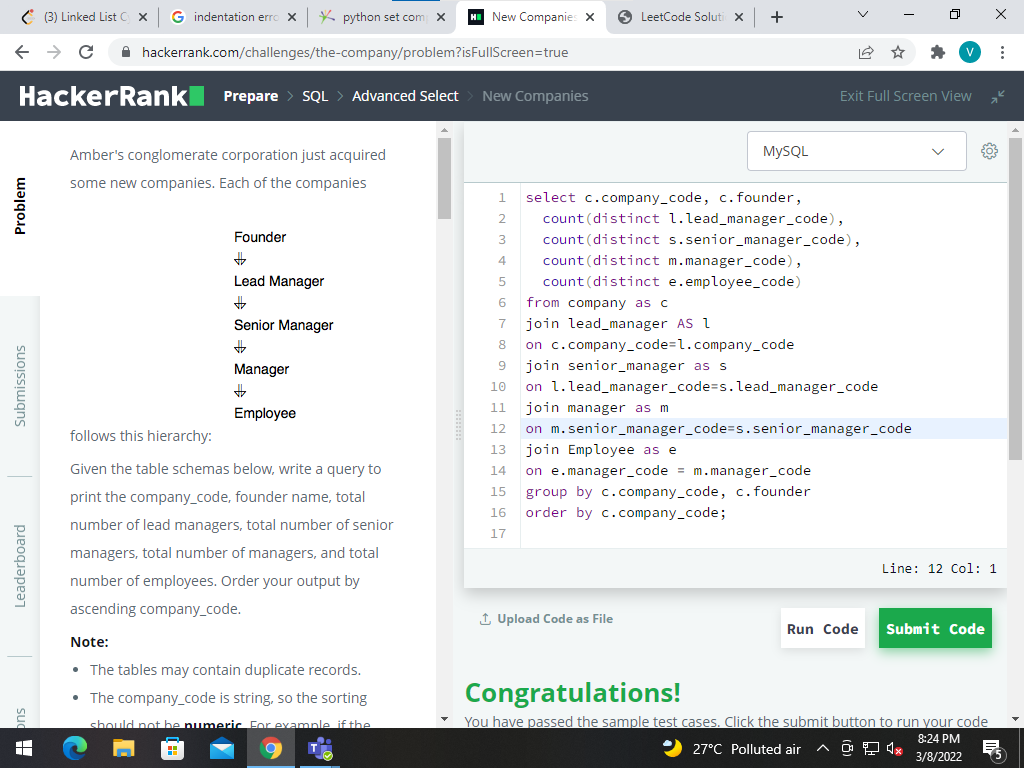 (3) Linked List C
indentation erro
python set com
New Companies
LeetCode Soluti
hackerrank.com/challenges/the-company/problem?isFullScreen=true
V
HackerRank
Prepare > SQL > Advanced Select > New Companies
Exit Full Screen View
Problem
Submissions
Leaderboard
Amber's conglomerate corporation just acquired
some new companies. Each of the companies
Founder
Lead Manager
Senior Manager
Manager
Employee
follows this hierarchy:
Given the table schemas below, write a query to
print the company_code, founder name, total
number of lead managers, total number of senior
managers, total number of managers, and total
number of employees. Order your output by
ascending company_code.
Note:
• The tables may contain duplicate records.
• The company_code is string, so the sorting
should not be numeric. For example, if the
MySQL
1 select c.company_code, c.founder,
2 count(distinct l.lead_manager_code),
3 count(distinct s.senior_manager_code),
4 count(distinct m.manager_code),
5 count(distinct e.employee_code)
6 from company as c
7 join lead_manager AS l
8 on c.company_code=l.company_code
9 join senior_manager as s
10 on l.lead_manager_code=s.lead_manager_code
11 join manager as m
12 on m.senior_manager_code=s.senior_manager_code
13 join Employee as e
14 on e.manager_code = m.manager_code
15 group by c.company_code, c.founder
16 order by c.company_code;
17
Line: 12 Col: 1
Upload Code as File
Run Code
Submit Code
Congratulations!
You have passed the sample test cases. Click the submit button to run your code
27°C Polluted air
8:24 PM
3/8/2022
5